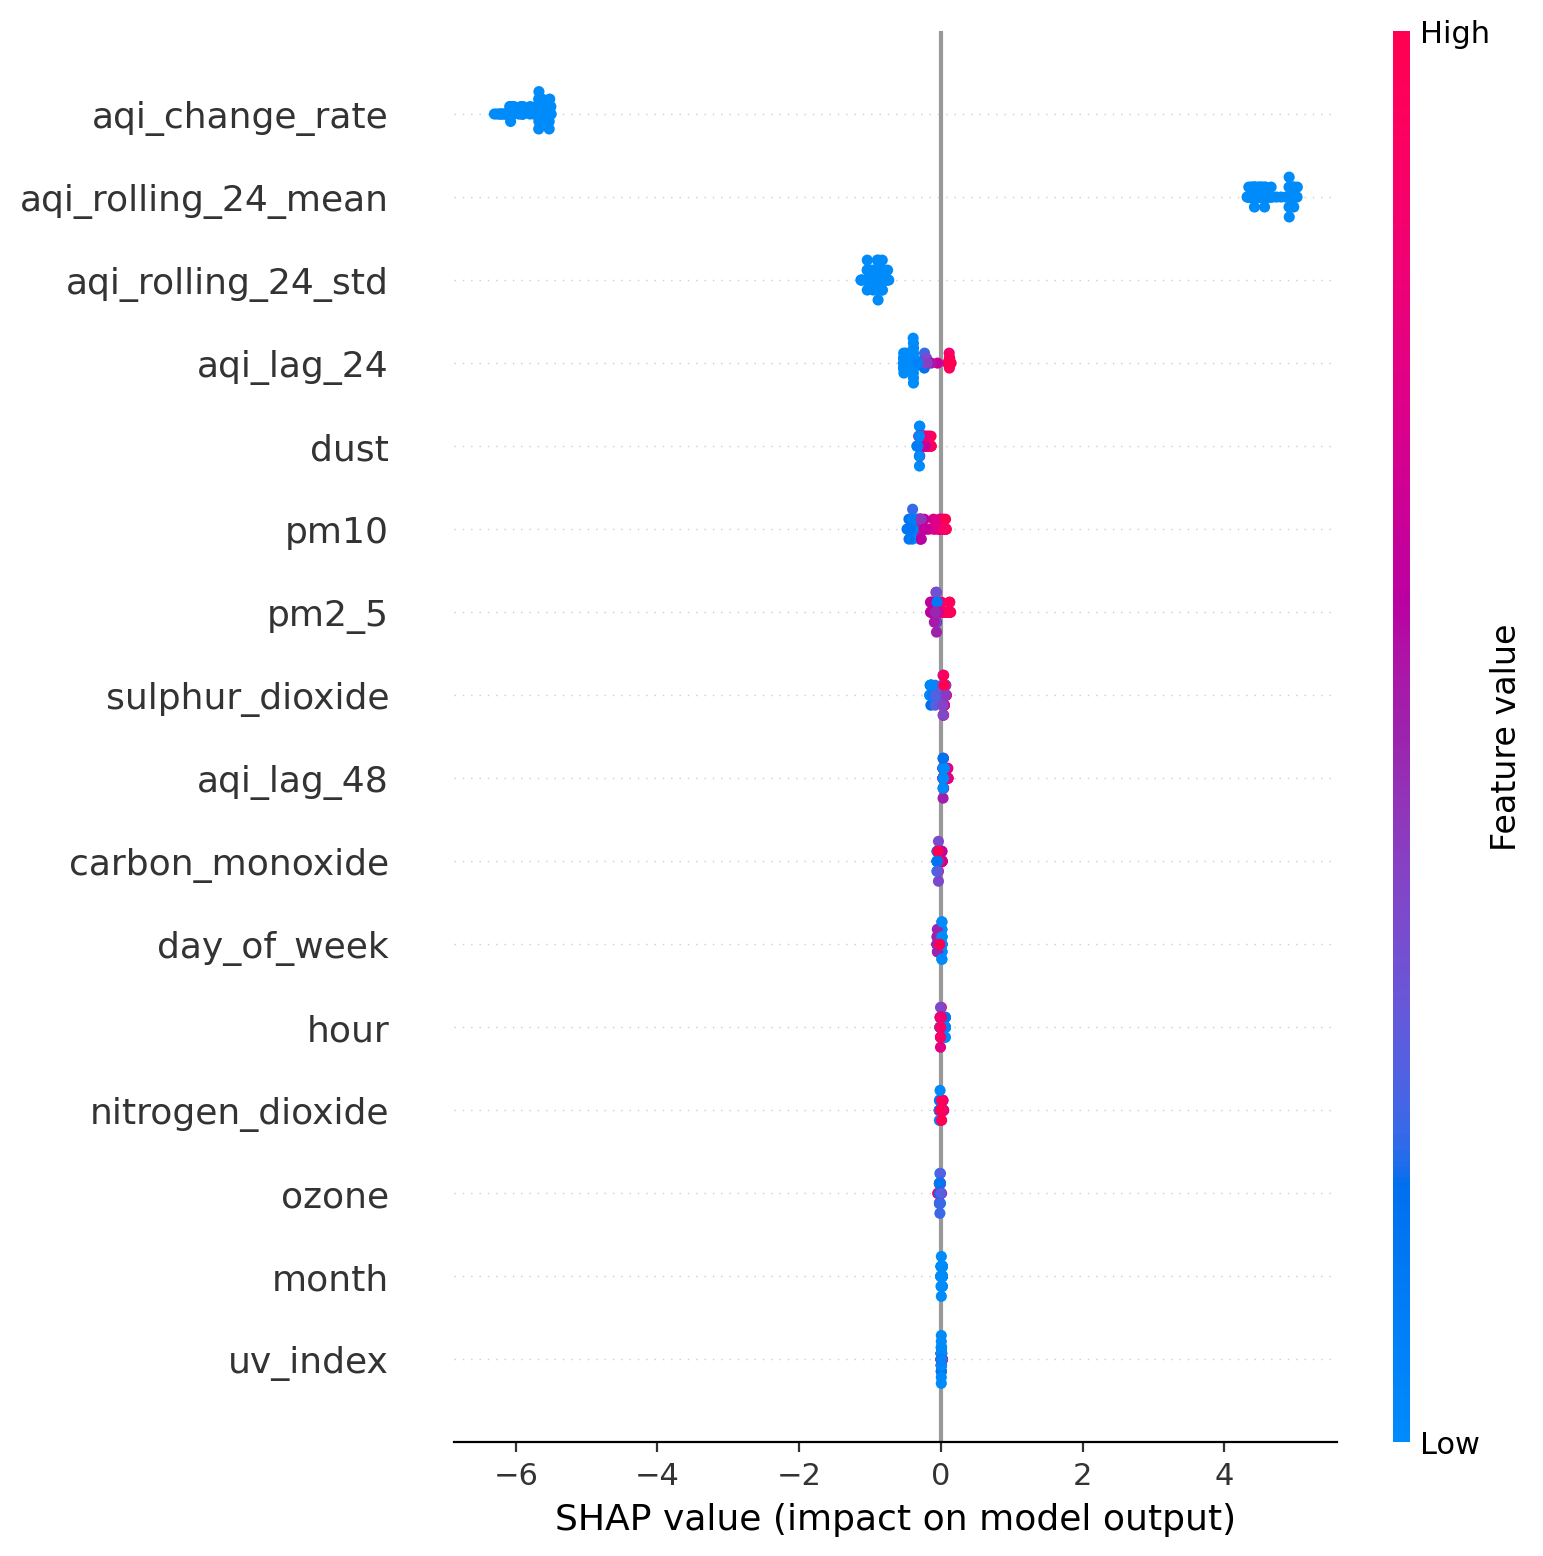 High
aqi_change_rate
aqi_rolling_24_mean
aqi_rolling_24_std
aqi_lag_24
dust
pm10
pm2_5
sulphur_dioxide
aqi_lag_48
carbon_monoxide
day_of_week
hour
nitrogen_dioxide
ozone
month
uv_index
Feature value
Low
−6 −4 −2 0 2 4
SHAP value (impact on model output)